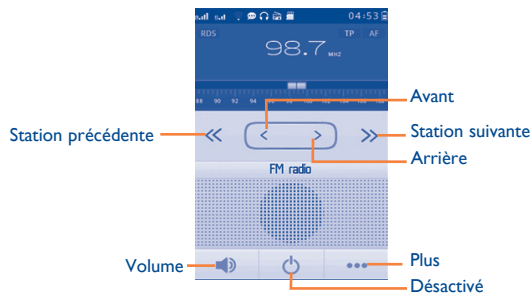 04:53
RDS
TP AF
98.7 MHZ
88 90 92 94
Avant
Station précédente
Station suivante
Arrière
FM radio
Volume
Plus
Désactivé